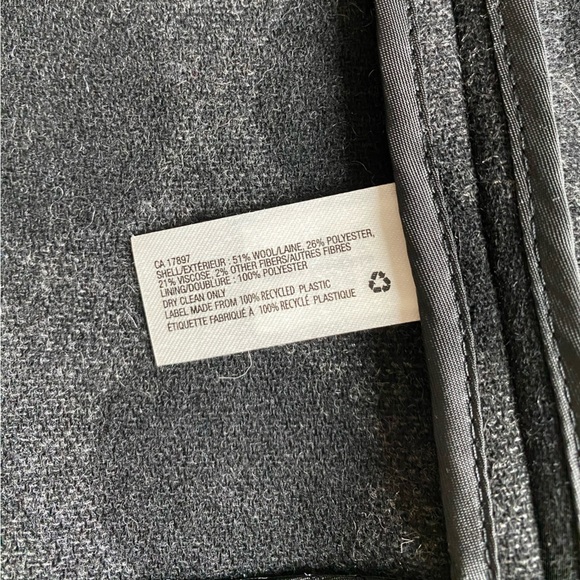 CA 17897
SHELL/EXTÉRIEUR : 51% WOOL/LAINE, 26% POLYESTER,
21% VISCOSE, 2% OTHER FIBERS/AUTRES FIBRES
LINING/DOUBLURE : 100% POLYESTER
DRY CLEAN ONLY
LABEL MADE FROM 100% RECYCLED PLASTIC
ÉTIQUETTE FABRIQUÉ À 100% RECYCLÉ PLASTIQUE